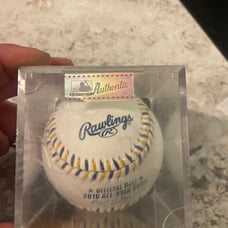 Authentic
Rawlings
R
OFFICIAL BALL
2016 ALL-STAR GAME